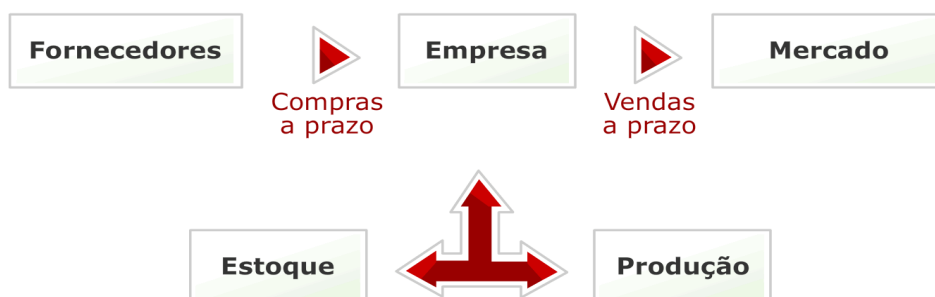 Fornecedores
Empresa
Mercado
Compras
a prazo
Vendas
a prazo
Estoque
Produção